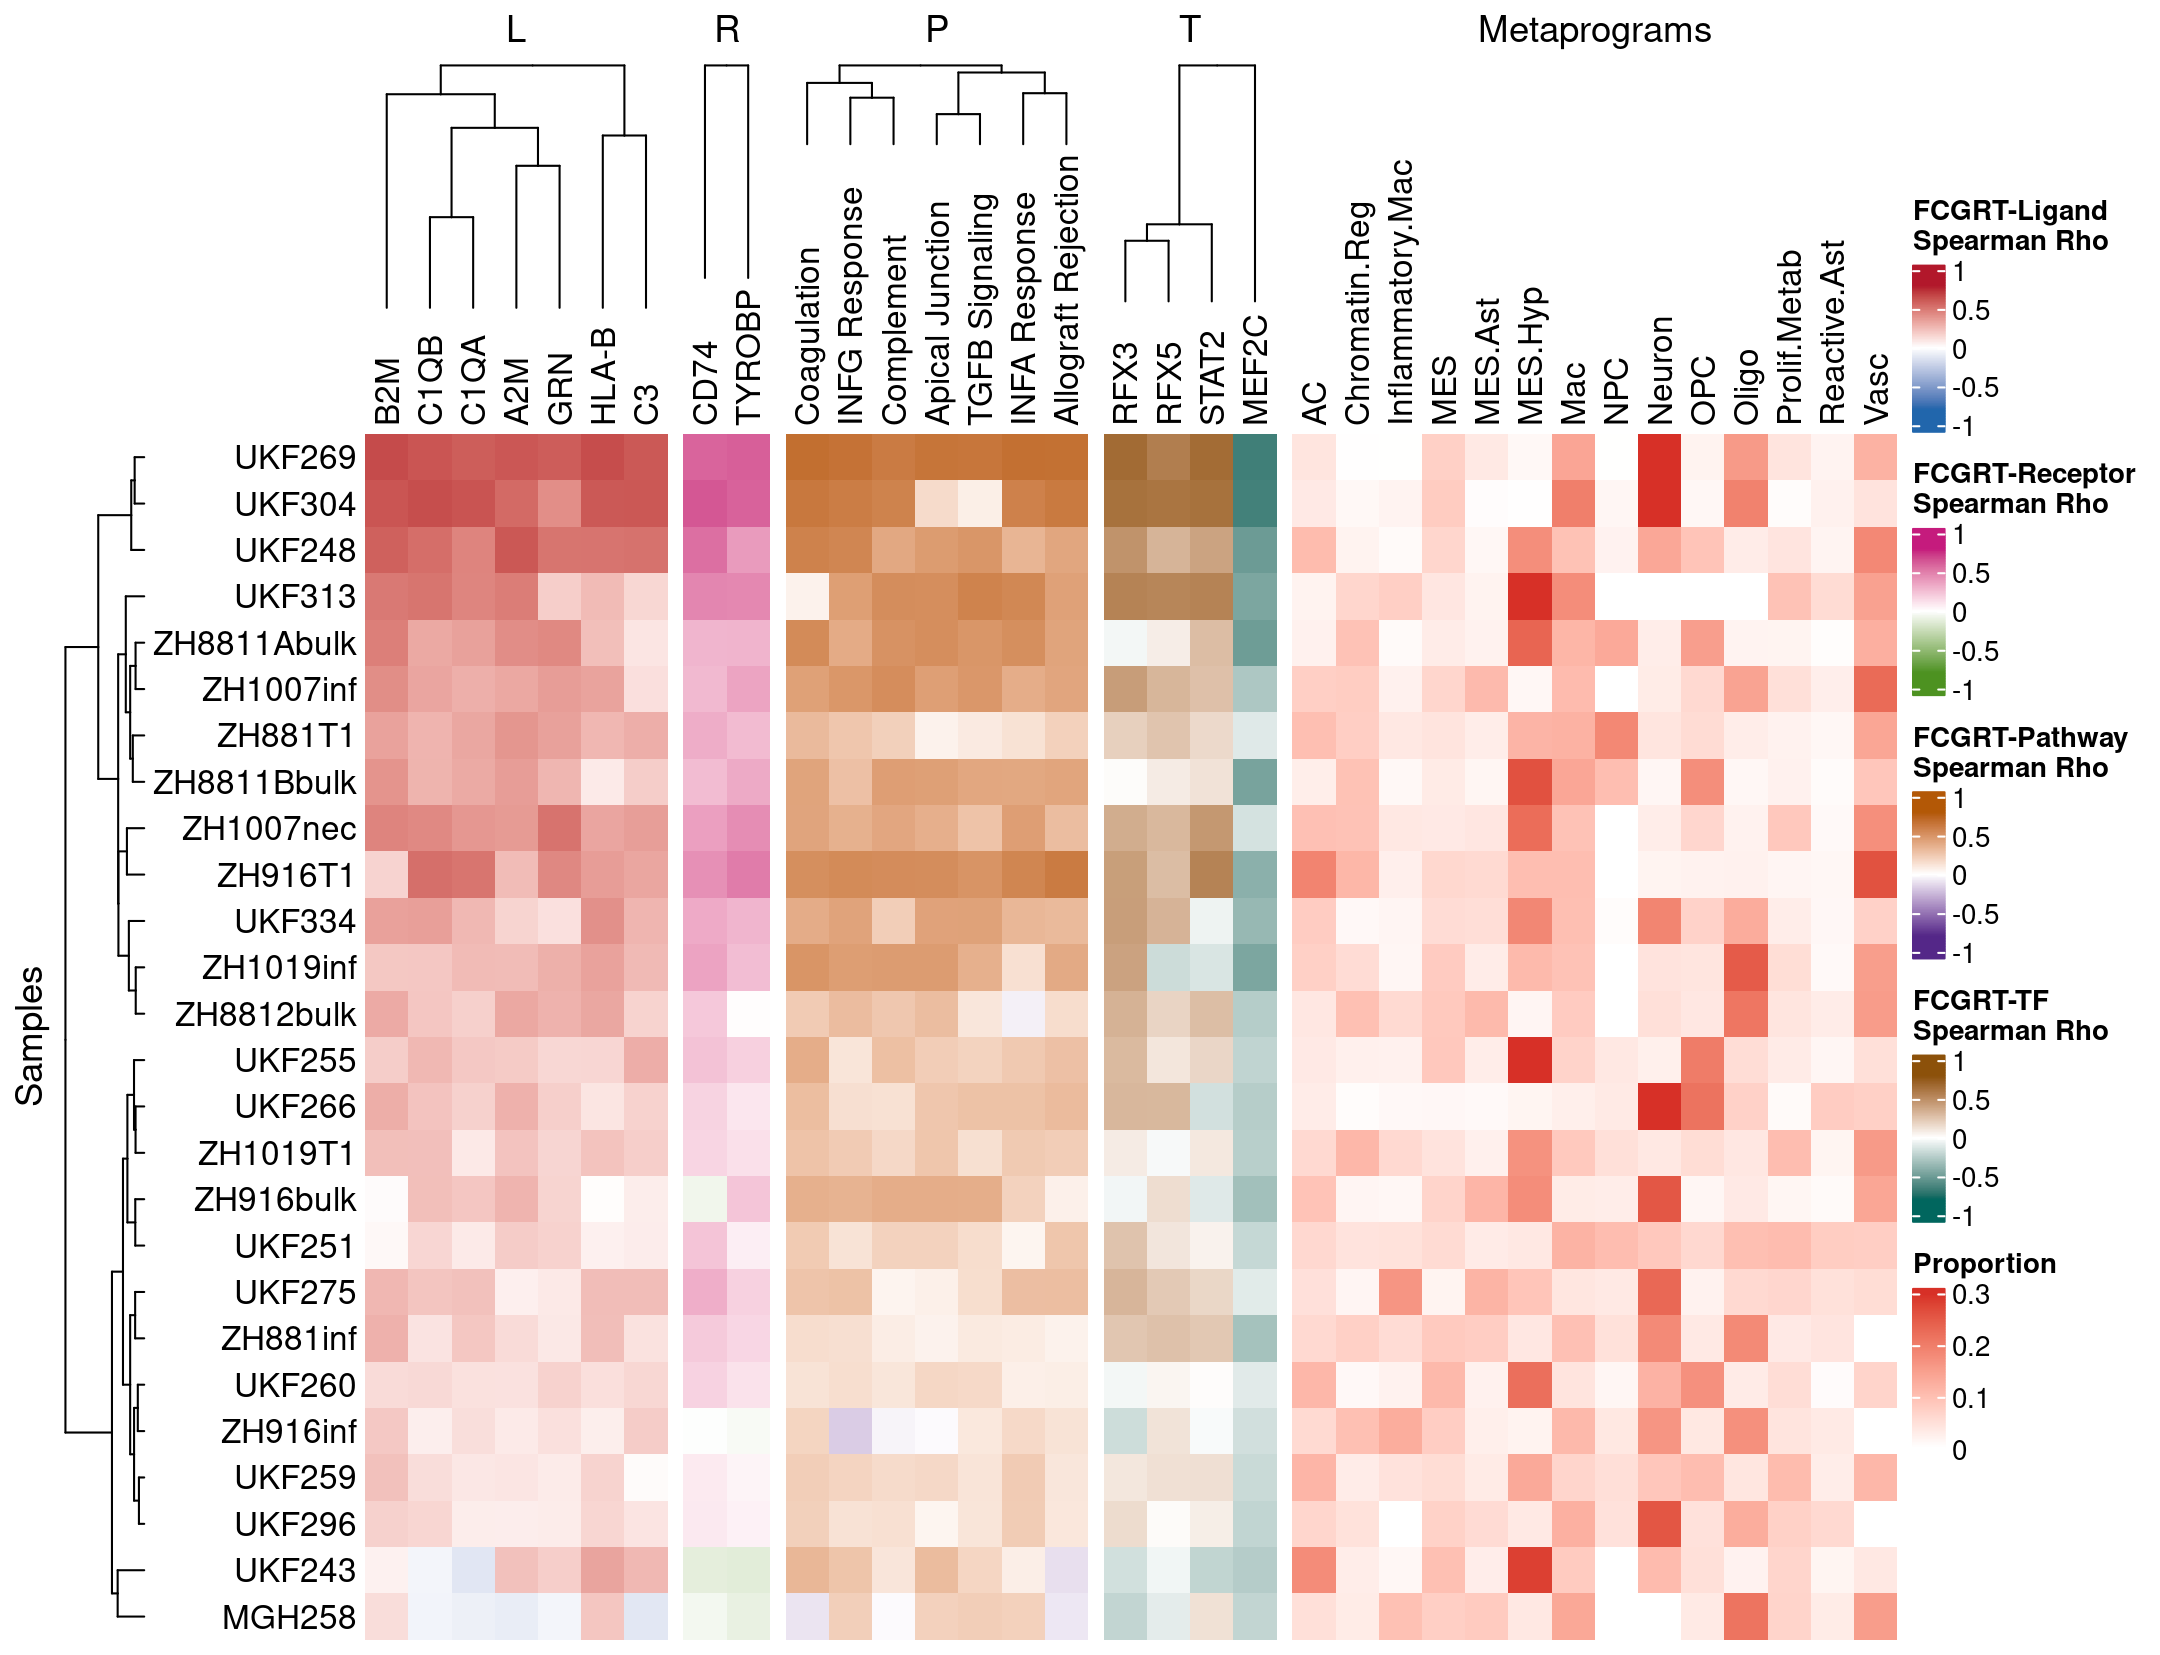 L R P T Metaprograms
B2M C1QB C1QA A2M GRN HLA-B C3
CD74 TYROBP
Coagulation
INFG Response
Complement
Apical Junction
TGFB Signaling
INFA Response
Allograft Rejection
RFX3 RFX5 STAT2 MEF2C
AC
Chromatin.Reg
Inflammatory.Mac
MES
MES.Ast
MES.Hyp
Mac
NPC
Neuron
OPC
Oligo
Prolif.Metab
Reactive.Ast
Vasc
Samples
UKF269
UKF304
UKF248
UKF313
ZH8811Abulk
ZH1007inf
ZH881T1
ZH8811Bbulk
ZH1007nec
ZH916T1
UKF334
ZH1019inf
ZH8812bulk
UKF255
UKF266
ZH1019T1
ZH916bulk
UKF251
UKF275
ZH881inf
UKF260
ZH916inf
UKF259
UKF296
UKF243
MGH258
FCGRT-Ligand
Spearman Rho
1
0.5
0
-0.5
-1
FCGRT-Receptor
Spearman Rho
1
0.5
0
-0.5
-1
FCGRT-Pathway
Spearman Rho
1
0.5
0
-0.5
-1
FCGRT-TF
Spearman Rho
1
0.5
0
-0.5
-1
Proportion
0.3
0.2
0.1
0